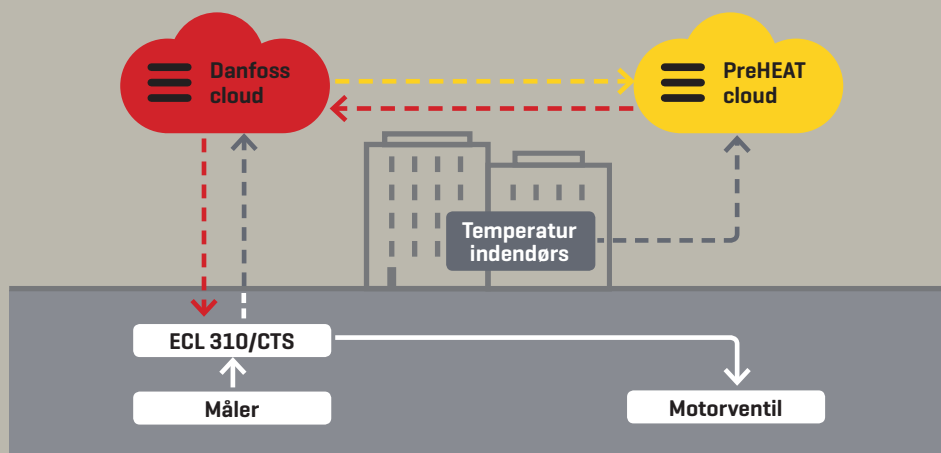 Danfoss
cloud
PreHEAT
cloud
Temperatur
indendørs
ECL 310/CTS
Måler
Motorventil